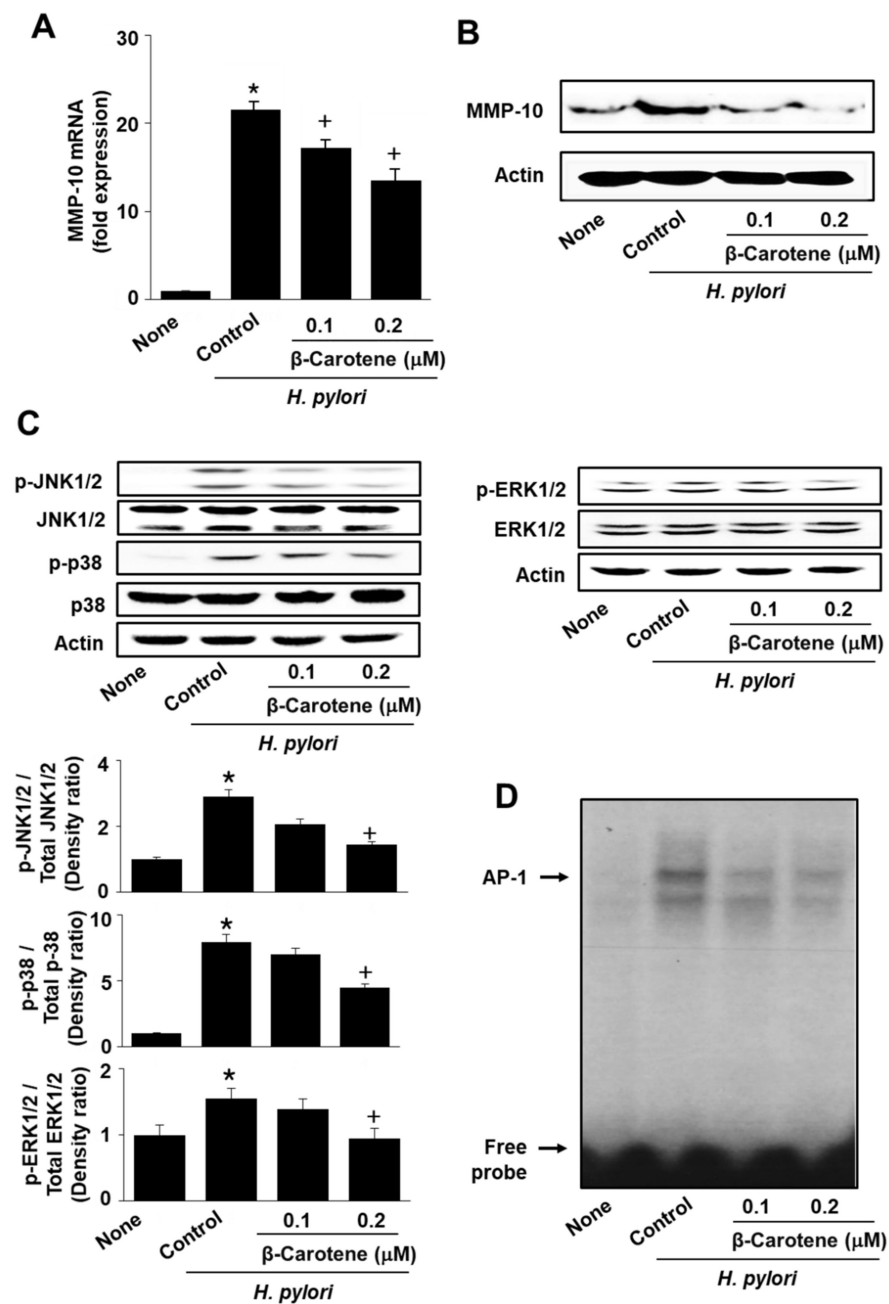 A
MMP-10 mRNA
(fold expression)
30
20
10
0
*
+
+
None
Control
0.1
0.2
β-Carotene (μM)
H. pylori
B
MMP-10
Actin
None
Control
0.1
0.2
β-Carotene (μM)
H. pylori
C
p-JNK1/2
JNK1/2
p-p38
p38
Actin
None
Control
0.1
0.2
β-Carotene (μM)
H. pylori
p-ERK1/2
ERK1/2
Actin
None
Control
0.1
0.2
β-Carotene (μM)
H. pylori
p-JNK1/2 /
Total JNK1/2
(Density ratio)
4
2
0
*
+
p-p38 /
Total p-38
(Density ratio)
10
5
0
*
+
p-ERK1/2 /
Total ERK1/2
(Density ratio)
2
1
0
*
+
None
Control
0.1
0.2
β-Carotene (μM)
H. pylori
D
AP-1
Free
probe
None
Control
0.1
0.2
β-Carotene (μM)
H. pylori